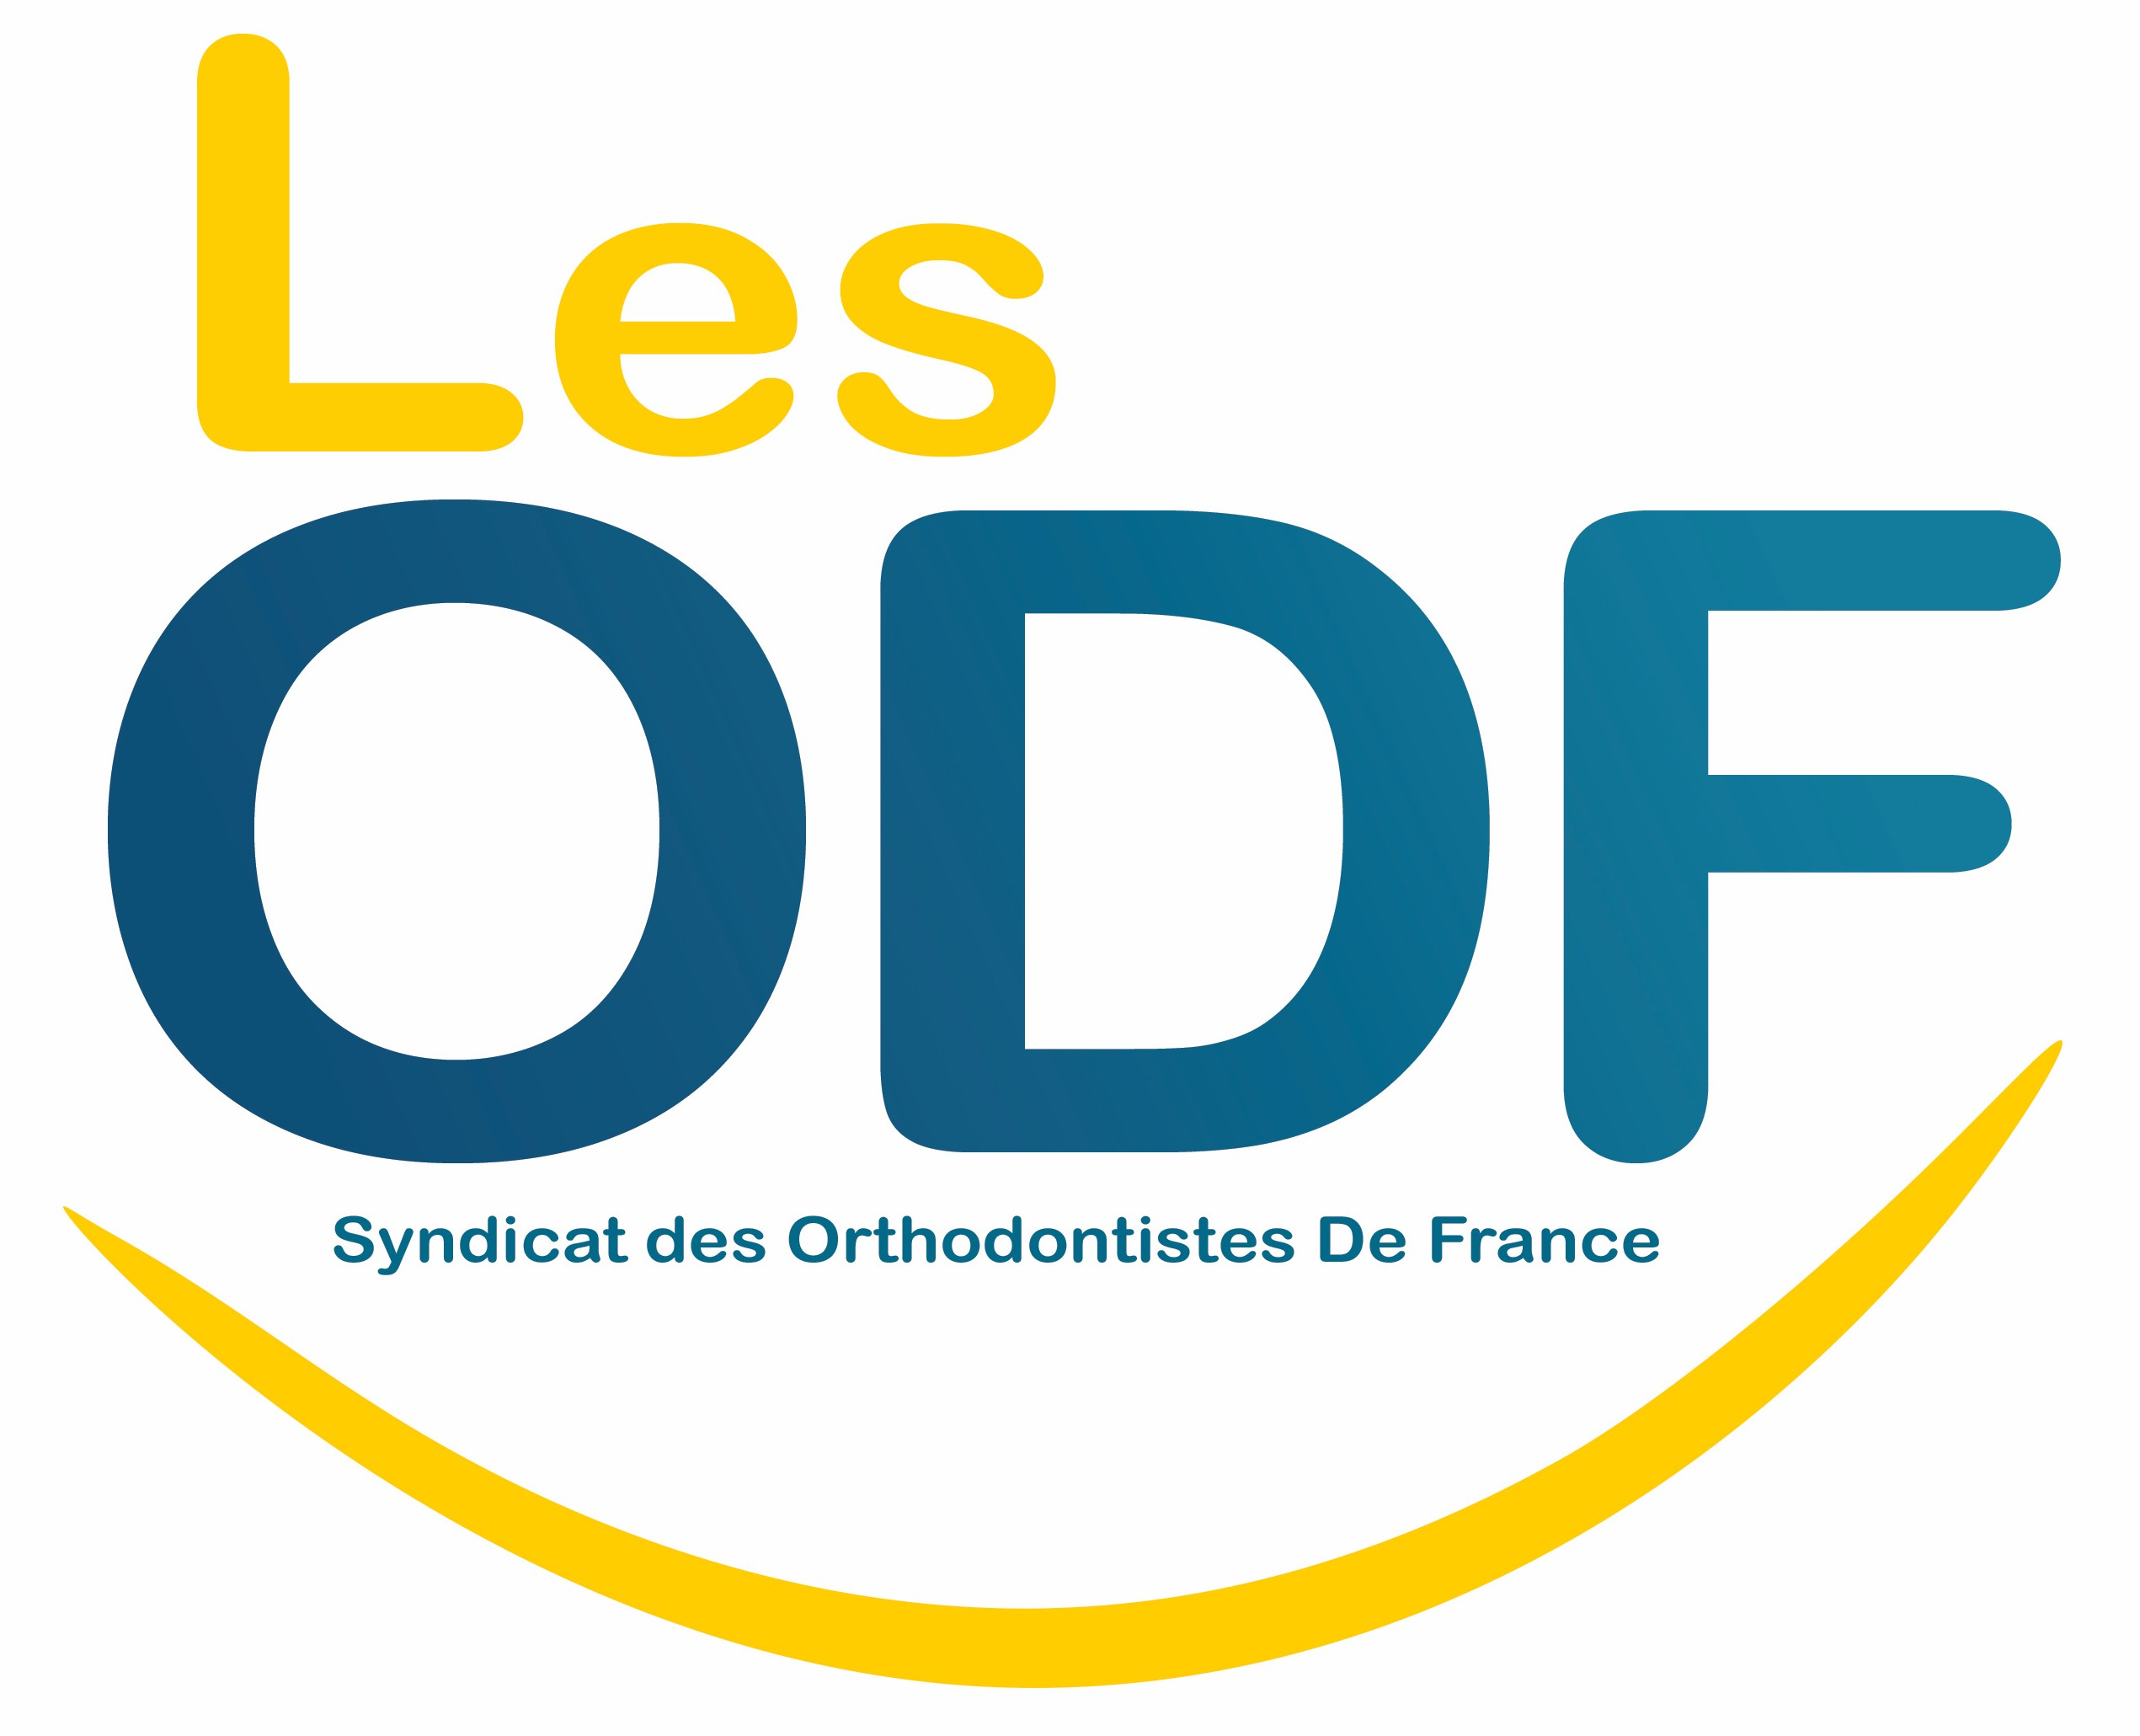 Les
ODF
Syndicat des Orthodontistes De France